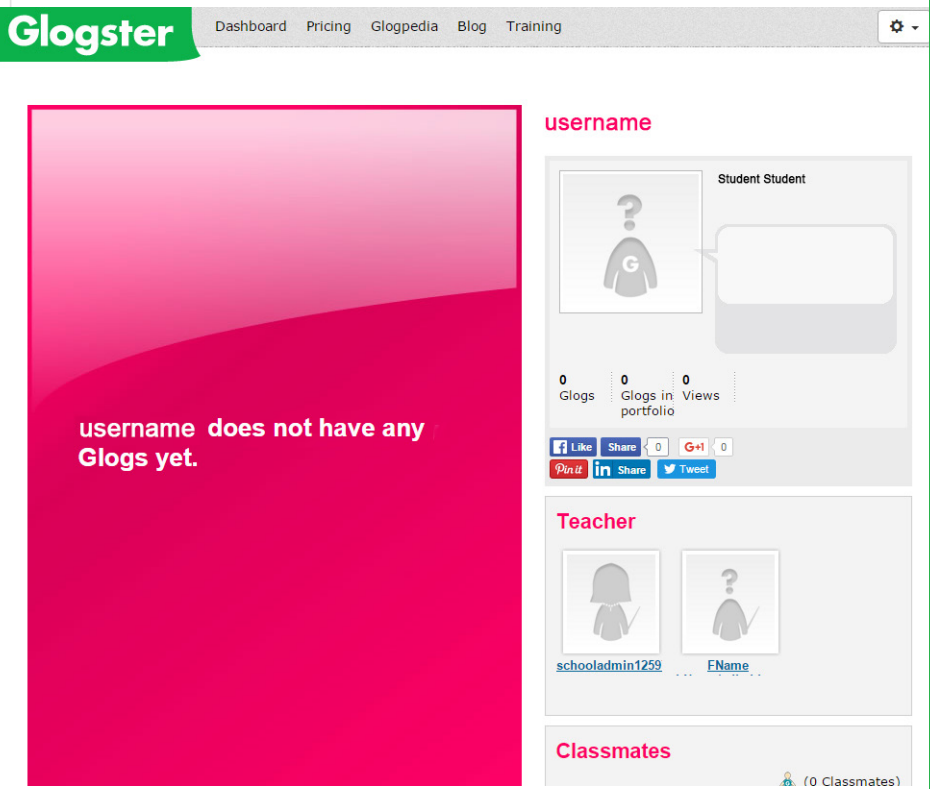 Glogster
Dashboard Pricing Glogpedia Blog Training
username
Student Student
G
0 0 0
Glogs Glogs in Views
portfolio
username does not have any
Glogs yet.
Like Share 0 G+1 0
Pin it in Share Tweet
Teacher
schooladmin1259 FName
Classmates
(0 Classmates)